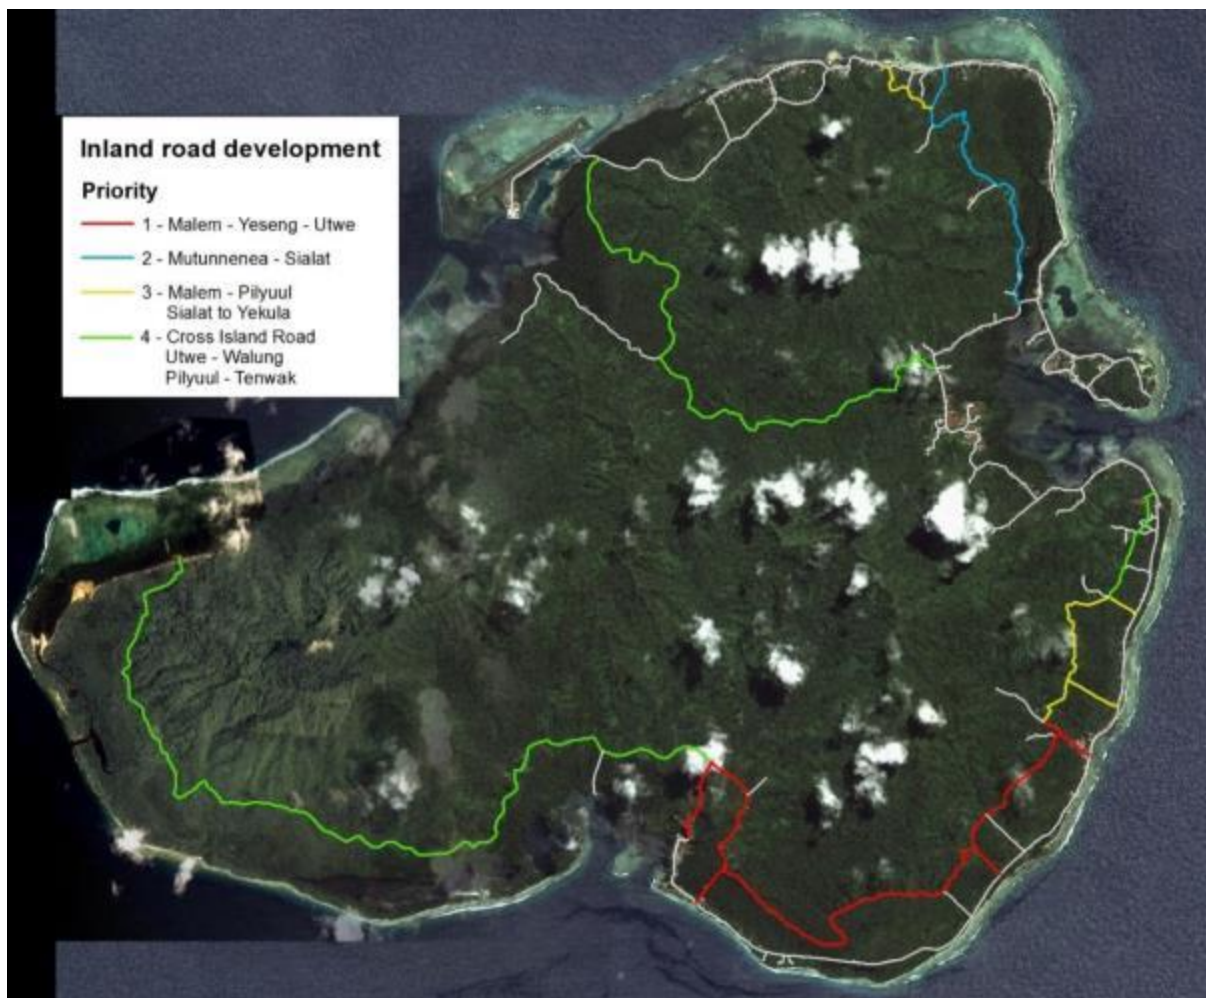 Inland road development
Priority
1 - Malem - Yeseng - Utwe
2 - Mutunnenea - Sialat
3 - Malem - Pilyuul
Sialat to Yekula
4 - Cross Island Road
Utwe - Walung
Pilyuul - Tenwak